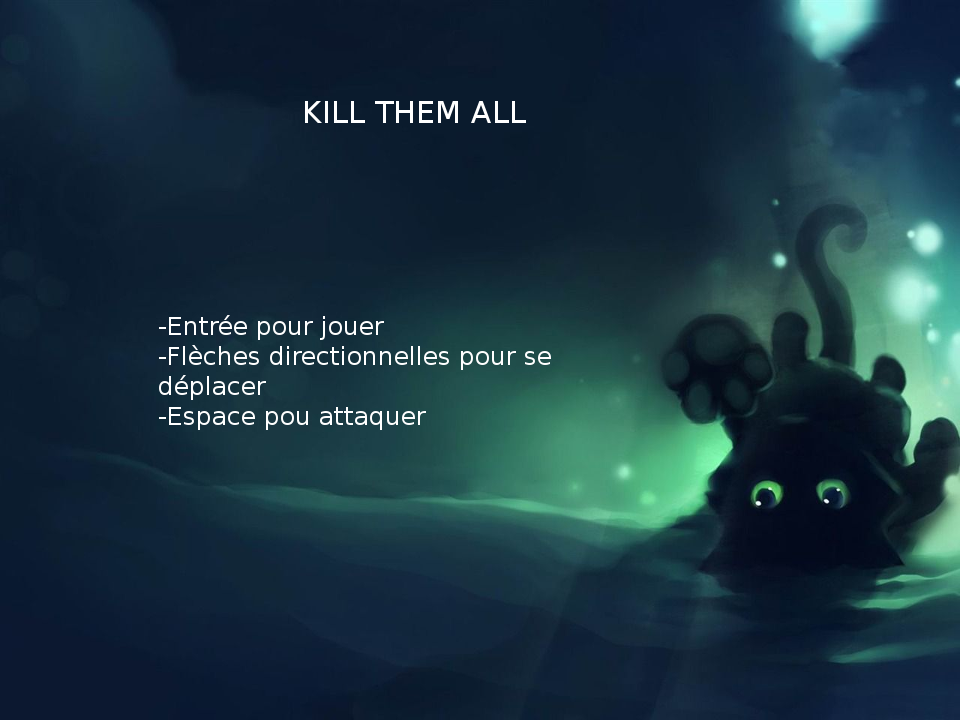 KILL THEM ALL
-Entrée pour jouer
-Flèches directionnelles pour se
déplacer
-Espace pou attaquer